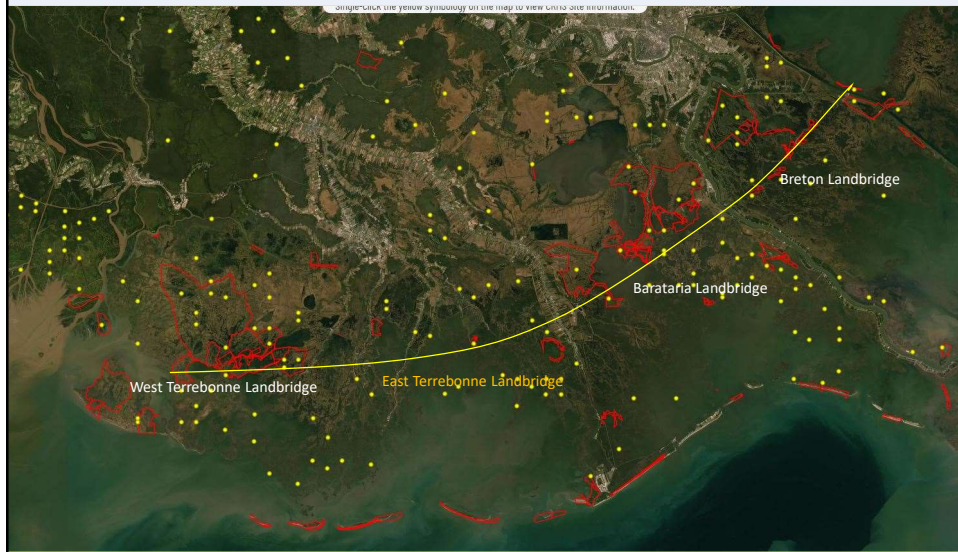 Single-click the yellow symbology on the map to view CRMS site information.
Breton Landbridge
Barataria Landbridge
West Terrebonne Landbridge
East Terrebonne Landbridge